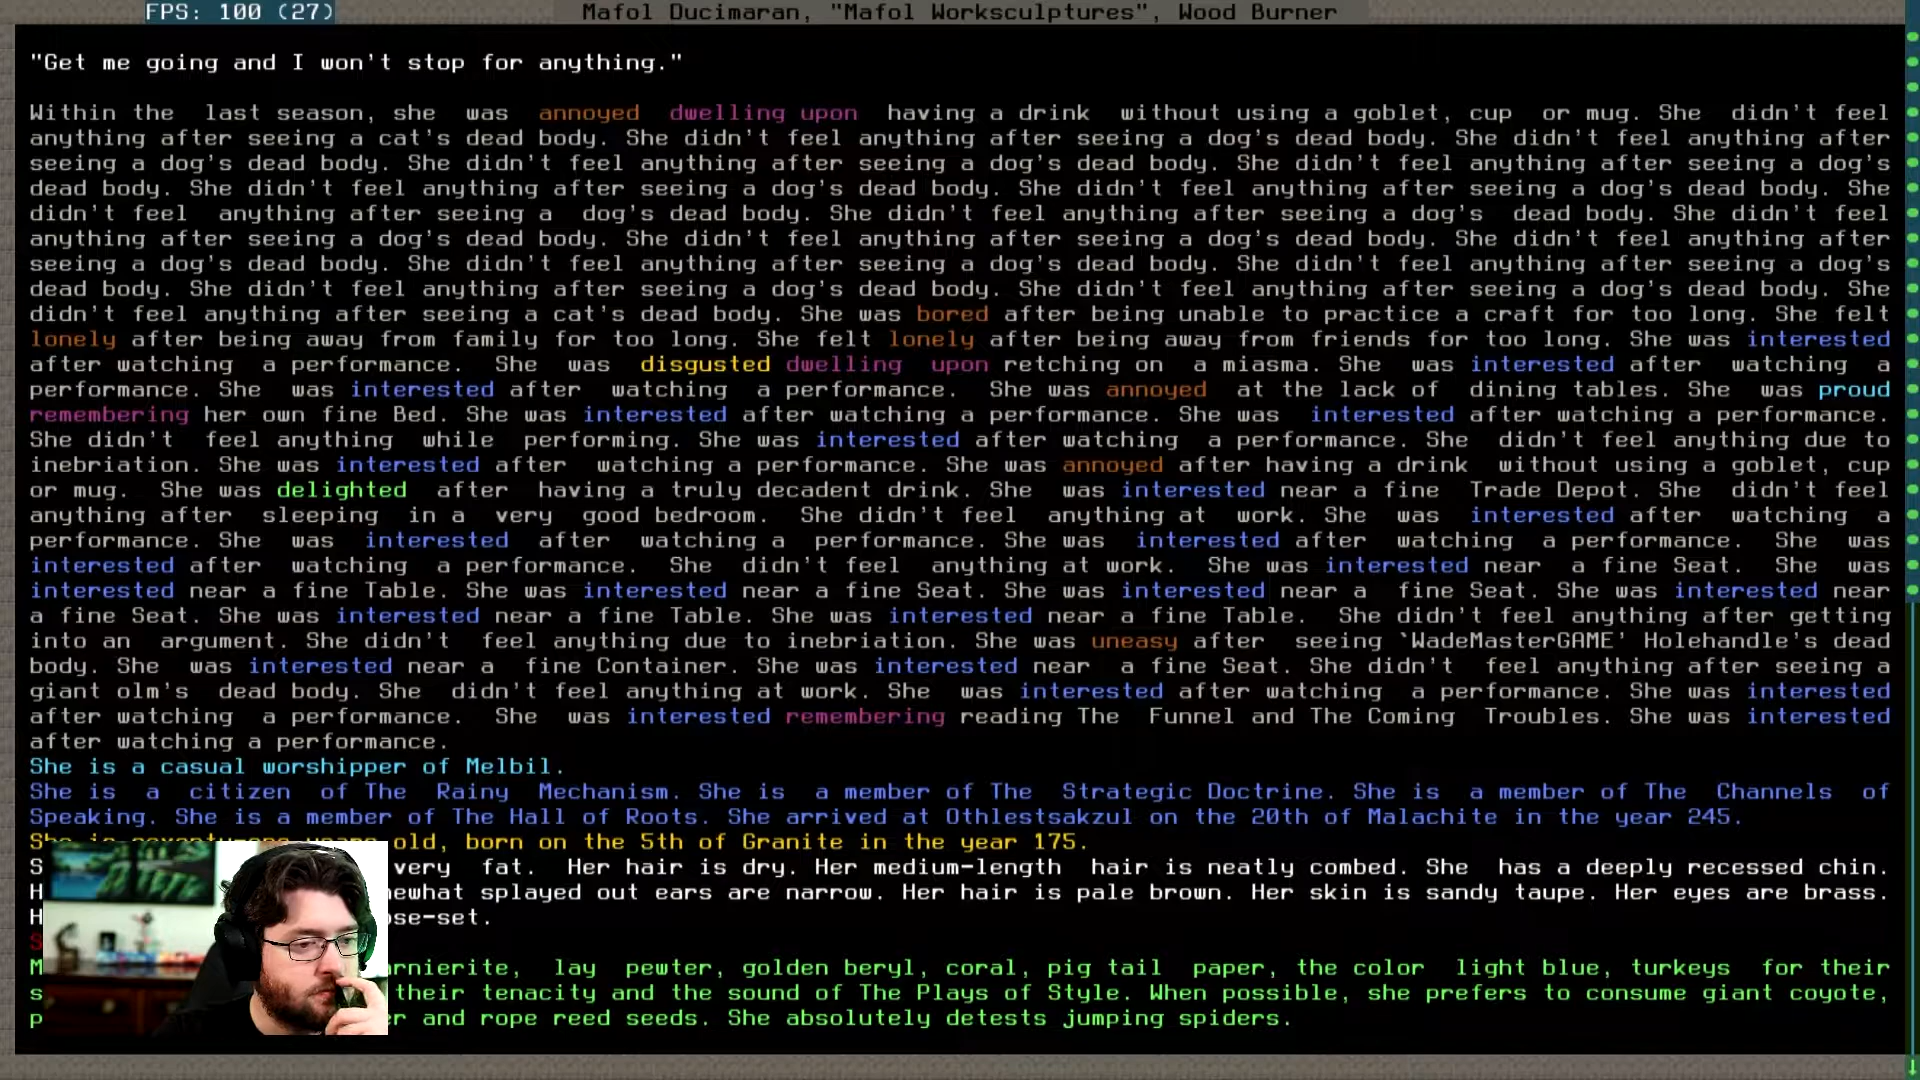 FPS: 100 (27)
Mafol Ducimaran, "Mafol Worksculptures", Wood Burner
"Get me going and I won't stop for anything."
Within the last season, she was annoyed dwelling upon having a drink without using a goblet, cup or mug. She didn't feel
anything after seeing a cat's dead body. She didn't feel anything after seeing a dog's dead body. She didn't feel anything after
seeing a dog's dead body. She didn't feel anything after seeing a dog's dead body. She didn't feel anything after seeing a dog's
dead body. She didn't feel anything after seeing a dog's dead body. She didn't feel anything after seeing a dog's dead body. She
didn't feel anything after seeing a dog's dead body. She didn't feel anything after seeing a dog's dead body. She didn't feel
anything after seeing a dog's dead body. She didn't feel anything after seeing a dog's dead body. She didn't feel anything after
seeing a dog's dead body. She didn't feel anything after seeing a dog's dead body. She didn't feel anything after seeing a dog's
dead body. She didn't feel anything after seeing a dog's dead body. She didn't feel anything after seeing a dog's dead body. She
didn't feel anything after seeing a cat's dead body. She was bored after being unable to practice a craft for too long. She felt
lonely after being away from family for too long. She felt lonely after being away from friends for too long. She was interested
after watching a performance. She was disgusted dwelling upon retching on a miasma. She was interested after watching a
performance. She was interested after watching a performance. She was annoyed at the lack of dining tables. She was proud
remembering her own fine Bed. She was interested after watching a performance. She was interested after watching a performance.
She didn't feel anything while performing. She was interested after watching a performance. She didn't feel anything due to
inebriation. She was interested after watching a performance. She was annoyed after having a drink without using a goblet, cup
or mug. She was delighted after having a truly decadent drink. She was interested near a fine Trade Depot. She didn't feel
anything after sleeping in a very good bedroom. She didn't feel anything at work. She was interested after watching a
performance. She was interested after watching a performance. She was interested after watching a performance. She was
interested after watching a performance. She didn't feel anything at work. She was interested near a fine Seat. She was
interested near a fine Table. She was interested near a fine Seat. She was interested near a fine Seat. She was interested near
a fine Seat. She was interested near a fine Table. She was interested near a fine Table. She didn't feel anything after getting
into an argument. She didn't feel anything due to inebriation. She was uneasy after seeing `WadeMasterGAME' Holehandle's dead
body. She was interested near a fine Container. She was interested near a fine Seat. She didn't feel anything after seeing a
giant olm's dead body. She didn't feel anything at work. She was interested after watching a performance. She was interested
after watching a performance. She was interested remembering reading The Funnel and The Coming Troubles. She was interested
after watching a performance.
She is a casual worshipper of Melbil.
She is a citizen of The Rainy Mechanism. She is a member of The Strategic Doctrine. She is a member of The Channels of
Speaking. She is a member of The Hall of Roots. She arrived at Othlestsakzul on the 20th of Malachite in the year 245.
old, born on the 5th of Granite in the year 175.
very fat. Her hair is dry. Her medium-length hair is neatly combed. She has a deeply recessed chin.
splayed out ears are narrow. Her hair is pale brown. Her skin is sandy taupe. Her eyes are brass.
lay pewter, golden beryl, coral, pig tail paper, the color light blue, turkeys for their
their tenacity and the sound of The Plays of Style. When possible, she prefers to consume giant coyote,
and rope reed seeds. She absolutely detests jumping spiders.